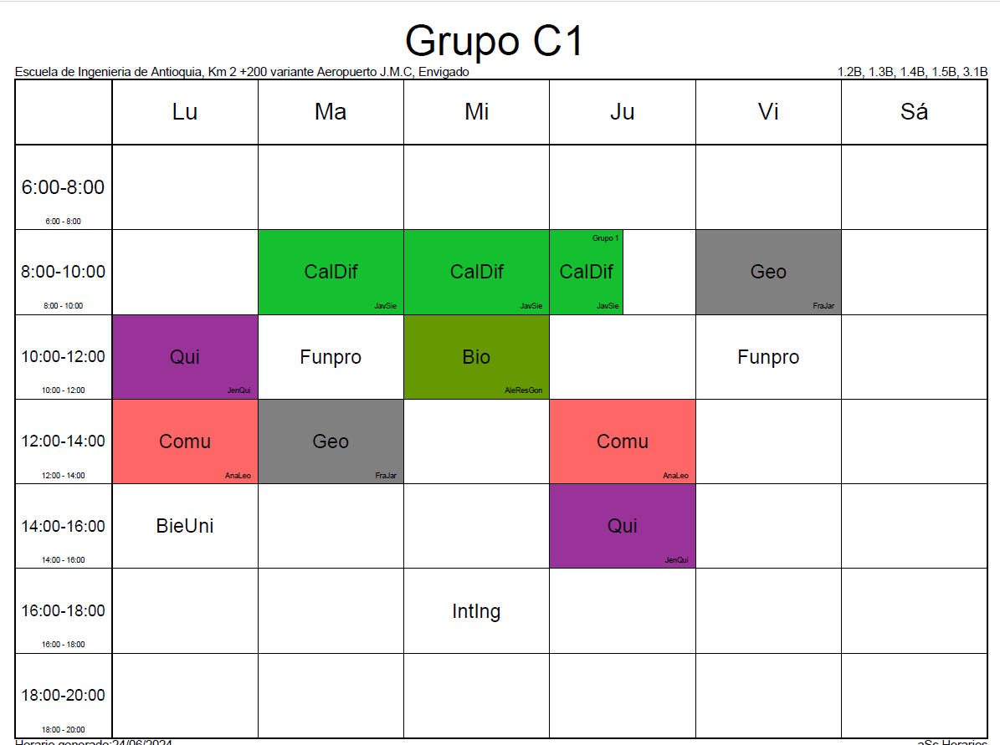 Grupo C1
Escuela de Ingenieria de Antioquia, Km 2 +200 variante Aeropuerto J.M.C, Envigado 1.2B, 1.3B, 1.4B, 1.5B, 3.1B
Lu Ma Mi Ju Vi Sá
6:00-8:00
6:00 - 8:00
Grupo 1
8:00-10:00 CalDif CalDif CalDif Geo
8:00 - 10:00 JavSie JavSie JavSie FraJar
10:00-12:00 Qui Funpro Bio Funpro
10:00 - 12:00 JenQui AleResGon
12:00-14:00 Comu Geo Comu
12:00 - 14:00 AnaLeo FraJar AnaLeo
14:00-16:00 BieUni Qui
14:00 - 16:00 JenQui
16:00-18:00 IntIng
16:00 - 18:00
18:00-20:00
18:00 - 20:00
Horario generado:24/06/2024 aSc Horarios